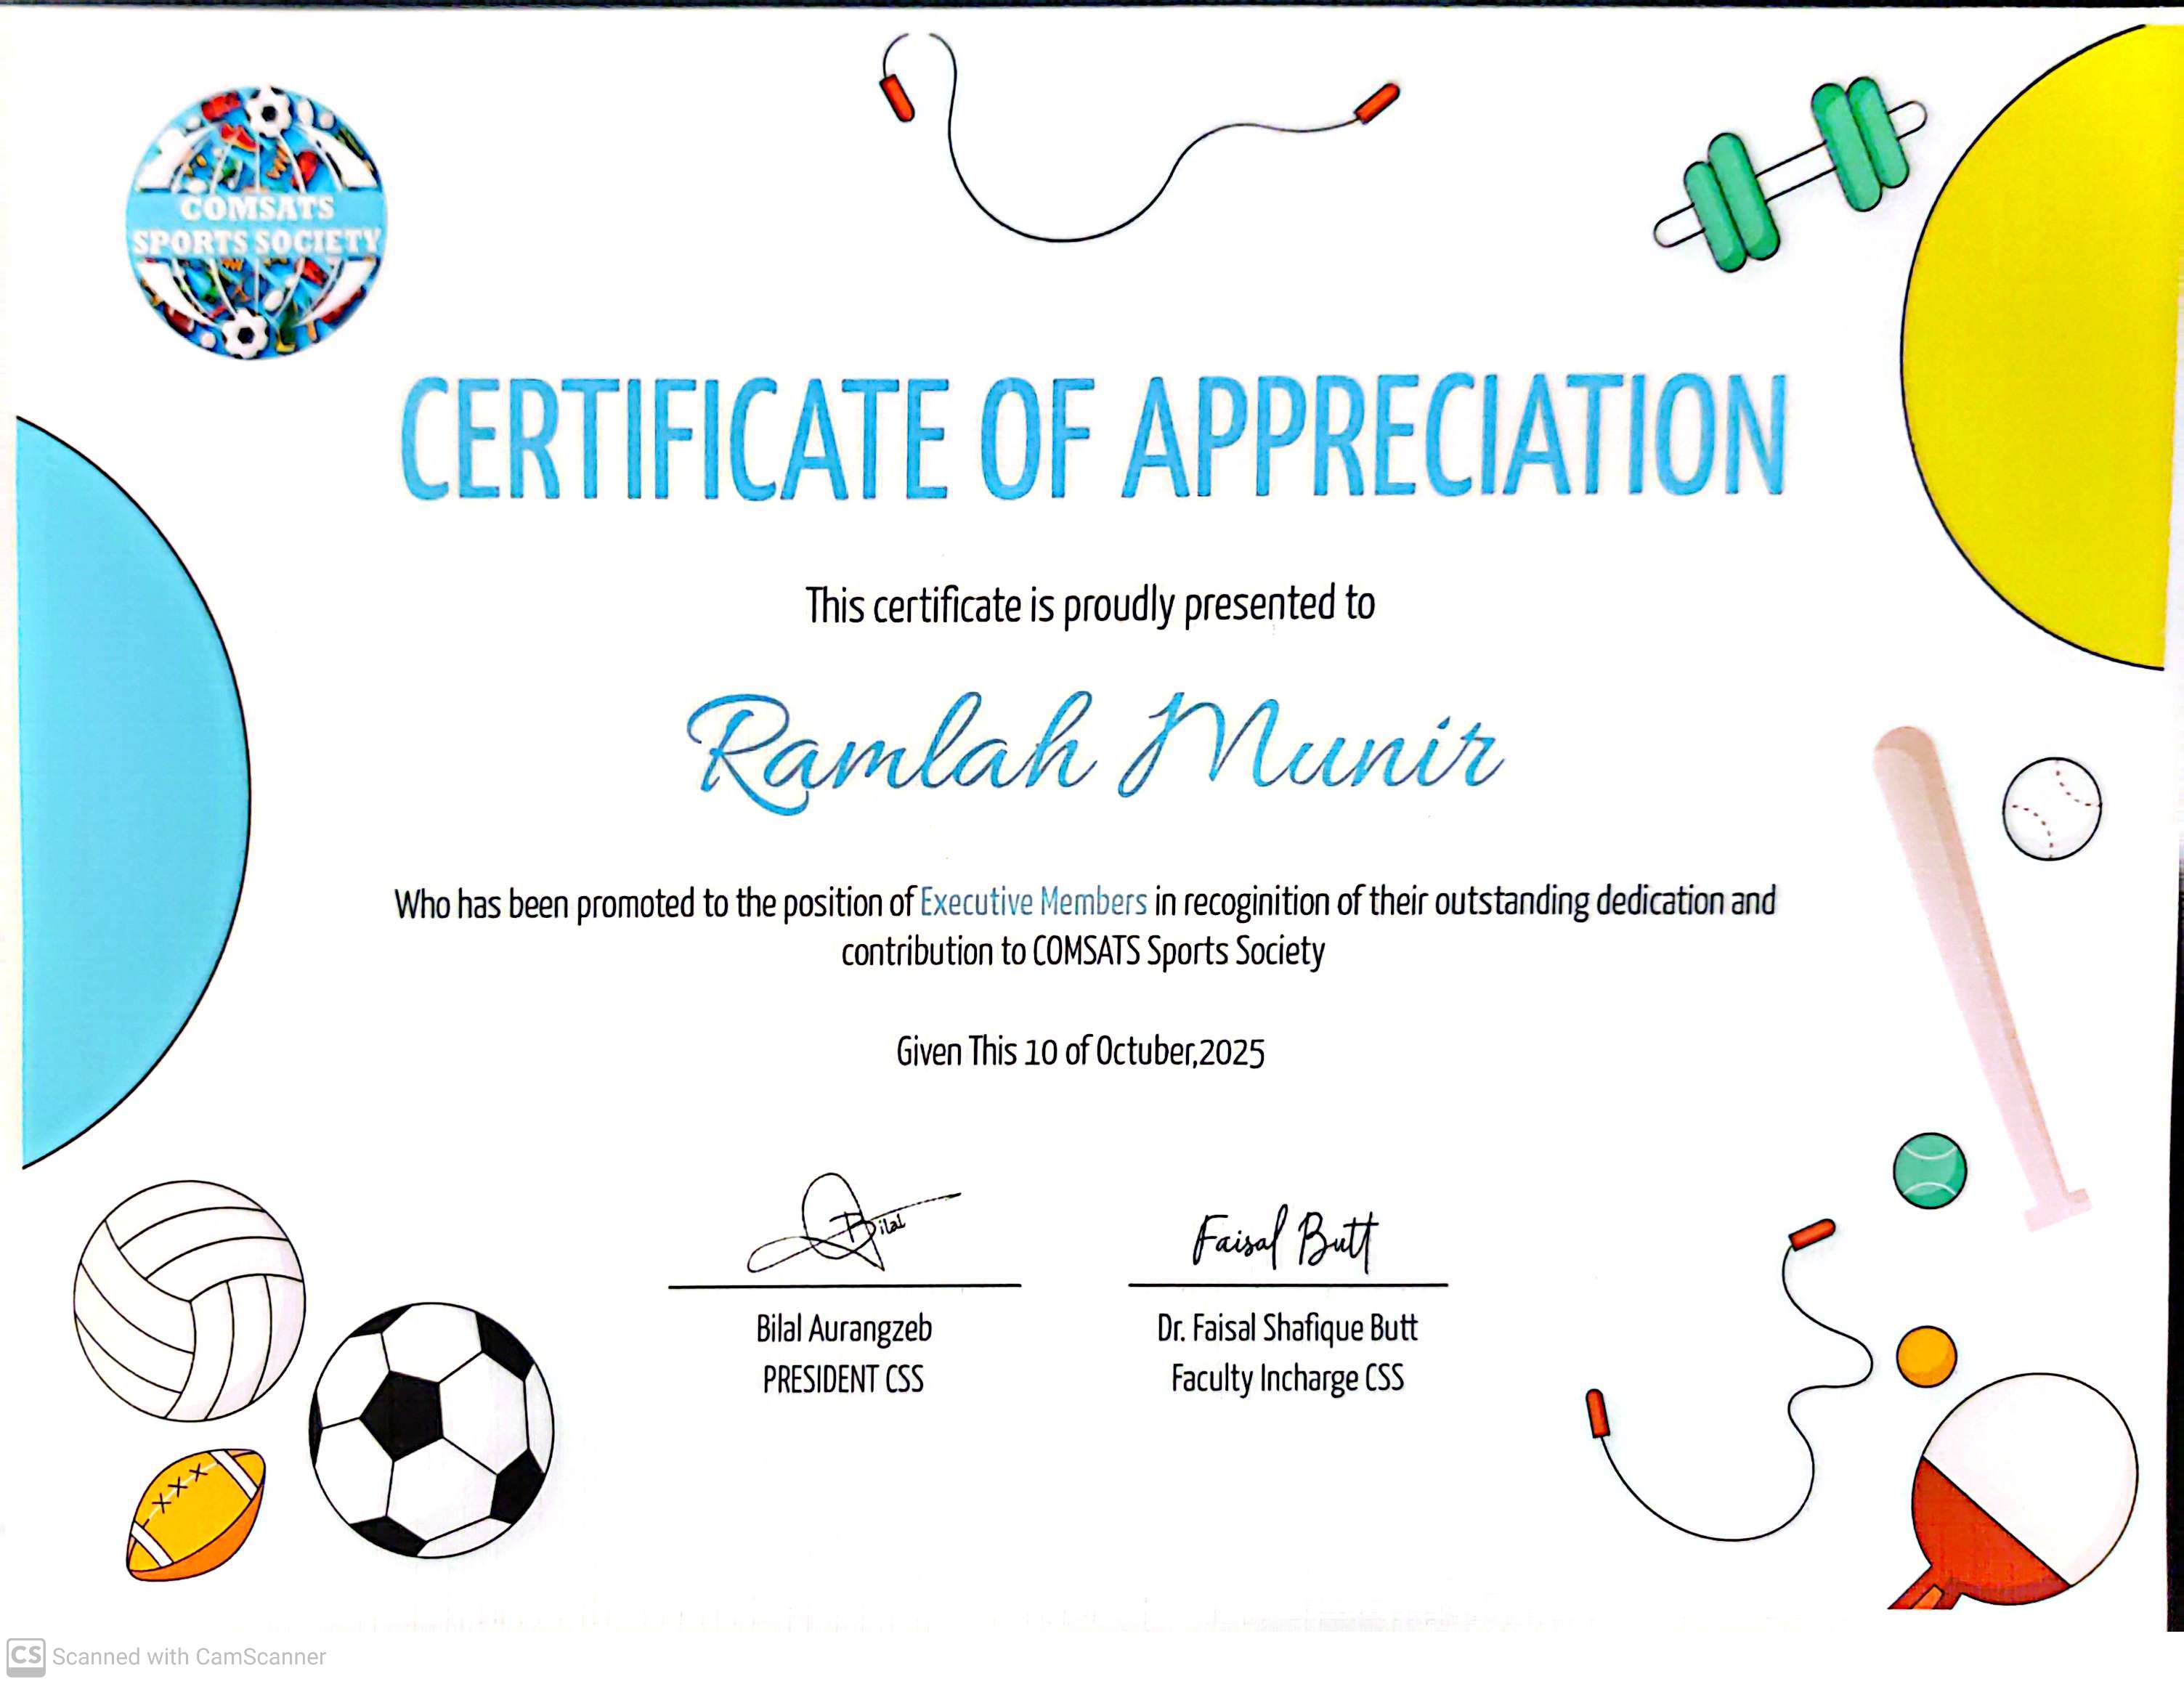 COMSATS
SPORTS SOCIETY
CERTIFICATE OF APPRECIATION
This certificate is proudly presented to
Ramlah Munir
Who has been promoted to the position of Executive Members in recoginition of their outstanding dedication and
contribution to COMSATS Sports Society
Given This 10 of Octuber,2025
Bilal
Faisal Butt
Bilal Aurangzeb
Dr. Faisal Shafique Butt
PRESIDENT CSS
Faculty Incharge CSS
CS Scanned with CamScanner